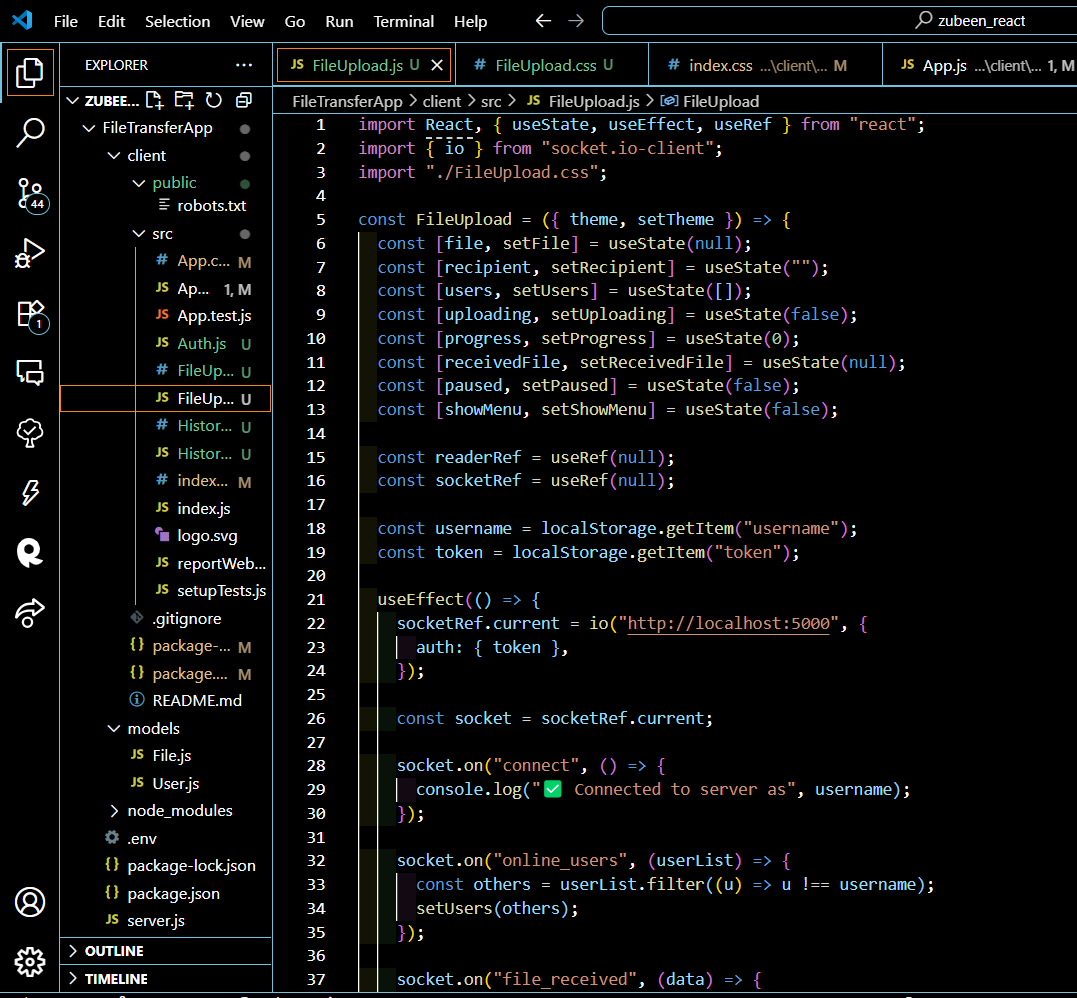 File Edit Selection View Go Run Terminal Help zubeen_react
EXPLORER ...
JS FileUpload.js U
# FileUpload.css U
# index.css ...\client\... M
JS App.js ...\client\... 1, M
ZUBEE...
FileTransferApp > client > src > JS FileUpload.js > FileUpload
FileTransferApp
client
public
robots.txt
src
# App.c... M
JS Ap... 1, M
JS App.test.js
JS Auth.js U
# FileUp... U
JS FileUp... U
# Histor... U
JS Histor... U
# index... M
JS index.js
logo.svg
JS reportWeb...
JS setupTests.js
.gitignore
{} package-... M
{} package.... M
README.md
models
JS File.js
JS User.js
node_modules
.env
{} package-lock.json
{} package.json
JS server.js
OUTLINE
TIMELINE
44
1
1 import React, { useState, useEffect, useRef } from "react";
2 import { io } from "socket.io-client";
3 import "./FileUpload.css";
4
5 const FileUpload = ({ theme, setTheme }) => {
6 const [file, setFile] = useState(null);
7 const [recipient, setRecipient] = useState("");
8 const [users, setUsers] = useState([]);
9 const [uploading, setUploading] = useState(false);
10 const [progress, setProgress] = useState(0);
11 const [receivedFile, setReceivedFile] = useState(null);
12 const [paused, setPaused] = useState(false);
13 const [showMenu, setShowMenu] = useState(false);
14
15 const readerRef = useRef(null);
16 const socketRef = useRef(null);
17
18 const username = localStorage.getItem("username");
19 const token = localStorage.getItem("token");
20
21 useEffect(() => {
22 socketRef.current = io("http://localhost:5000", {
23 auth: { token },
24 });
25
26 const socket = socketRef.current;
27
28 socket.on("connect", () => {
29 console.log("✅ Connected to server as", username);
30 });
31
32 socket.on("online_users", (userList) => {
33 const others = userList.filter((u) => u !== username);
34 setUsers(others);
35 });
36
37 socket.on("file_received", (data) => {